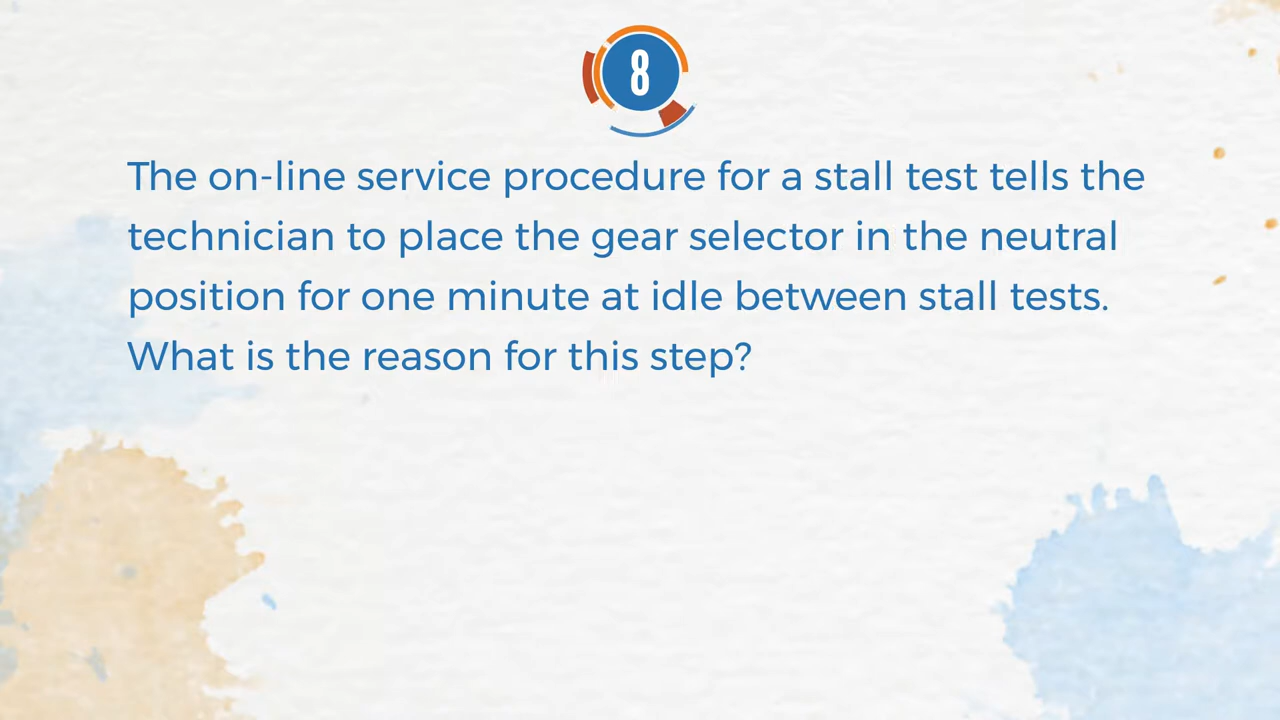 8
The on-line service procedure for a stall test tells the
technician to place the gear selector in the neutral
position for one minute at idle between stall tests.
What is the reason for this step?